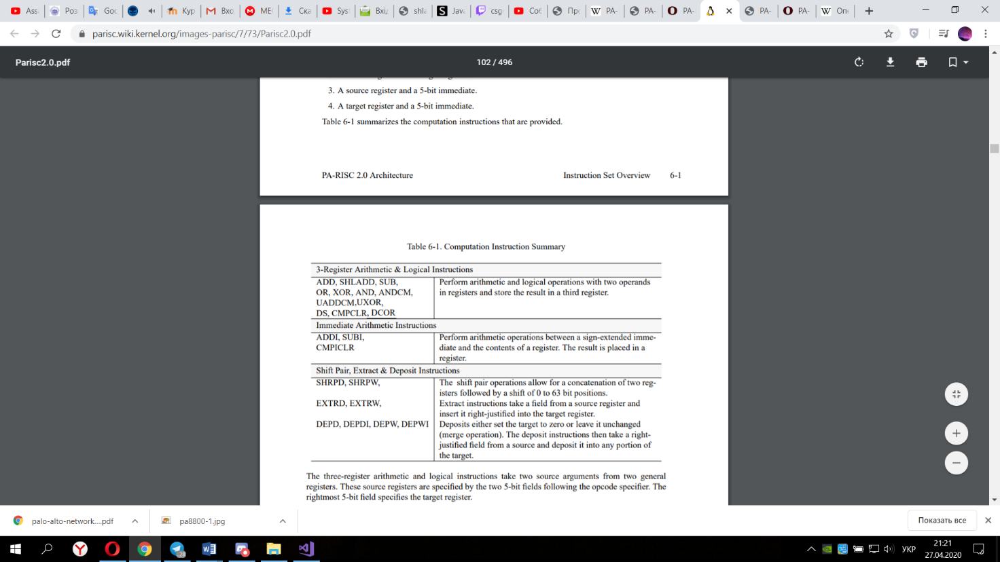 Ass
Роз
Goc
Кур
Вхо
МЕ
Ска
Syst
Вхід
shla
Java
csg
Соб
Про
PA-
PA-
PA-
PA-
PA-
One
parisc.wiki.kernel.org/images-parisc/7/73/Parisc2.0.pdf
Parisc2.0.pdf
102 / 496
3. A source register and a 5-bit immediate.
4. A target register and a 5-bit immediate.
Table 6-1 summarizes the computation instructions that are provided.
PA-RISC 2.0 Architecture
Instruction Set Overview 6-1
Table 6-1. Computation Instruction Summary
3-Register Arithmetic & Logical Instructions
ADD, SHLADD, SUB,
OR, XOR, AND, ANDCM,
UADDCM,UXOR,
DS, CMPCLR, DCOR
Perform arithmetic and logical operations with two operands
in registers and store the result in a third register.
Immediate Arithmetic Instructions
ADDI, SUBI,
CMPICLR
Perform arithmetic operations between a sign-extended imme-
diate and the contents of a register. The result is placed in a
register.
Shift Pair, Extract & Deposit Instructions
SHRPD, SHRPW,
The shift pair operations allow for a concatenation of two reg-
isters followed by a shift of 0 to 63 bit positions.
EXTRD, EXTRW,
Extract instructions take a field from a source register and
insert it right-justified into the target register.
DEPD, DEPDI, DEPW, DEPWI
Deposits either set the target to zero or leave it unchanged
(merge operation). The deposit instructions then take a right-
justified field from a source and deposit it into any portion of
the target.
The three-register arithmetic and logical instructions take two source arguments from two general
registers. These source registers are specified by the two 5-bit fields following the opcode specifier. The
rightmost 5-bit field specifies the target register.
palo-alto-network....pdf
pa8800-1.jpg
Показать все
28
УКР
21:21
27.04.2020